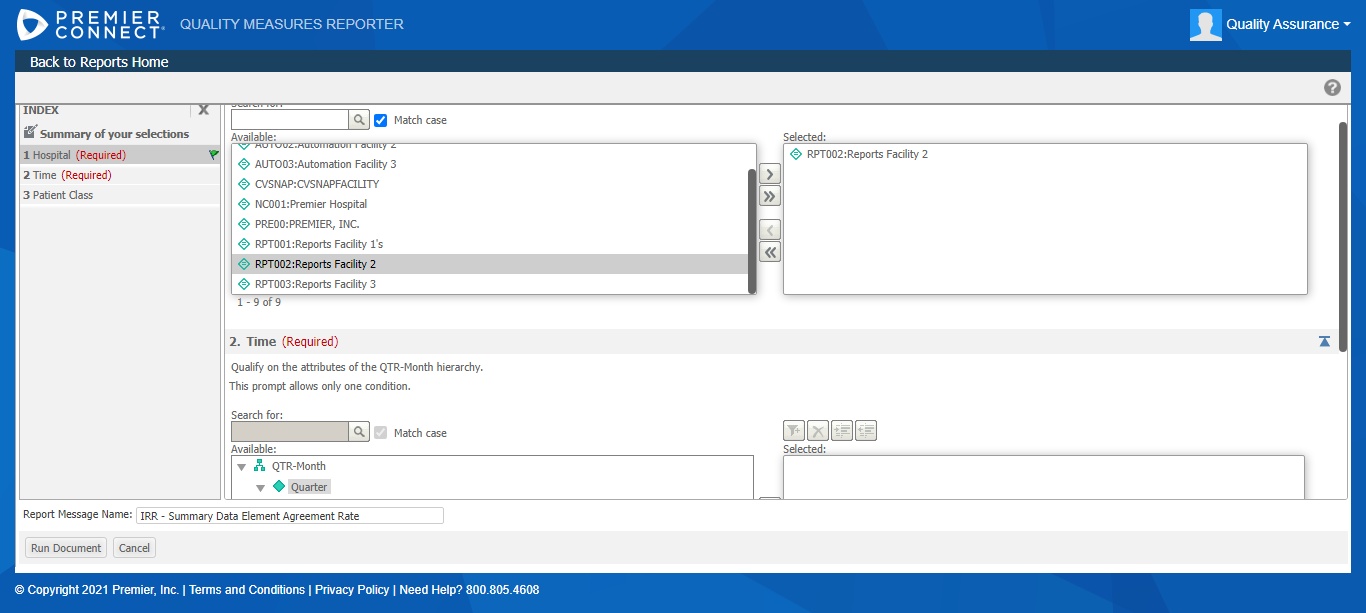 PREMIER CONNECT QUALITY MEASURES REPORTER
Quality Assurance
Back to Reports Home
INDEX
X
Summary of your selections
1 Hospital (Required)
2 Time (Required)
3 Patient Class
Search for:
Match case
Available:
AUTO02:Automation Facility 2
AUTO03:Automation Facility 3
CVSNAP:CVSNAPFACILITY
NC001:Premier Hospital
PRE00:PREMIER, INC.
RPT001:Reports Facility 1's
RPT002:Reports Facility 2
RPT003:Reports Facility 3
1 - 9 of 9
Selected:
RPT002:Reports Facility 2
2. Time (Required)
Qualify on the attributes of the QTR-Month hierarchy.
This prompt allows only one condition.
Search for:
Match case
Available:
QTR-Month
Quarter
Selected:
Report Message Name: IRR - Summary Data Element Agreement Rate
Run Document Cancel
© Copyright 2021 Premier, Inc. | Terms and Conditions | Privacy Policy | Need Help? 800.805.4608